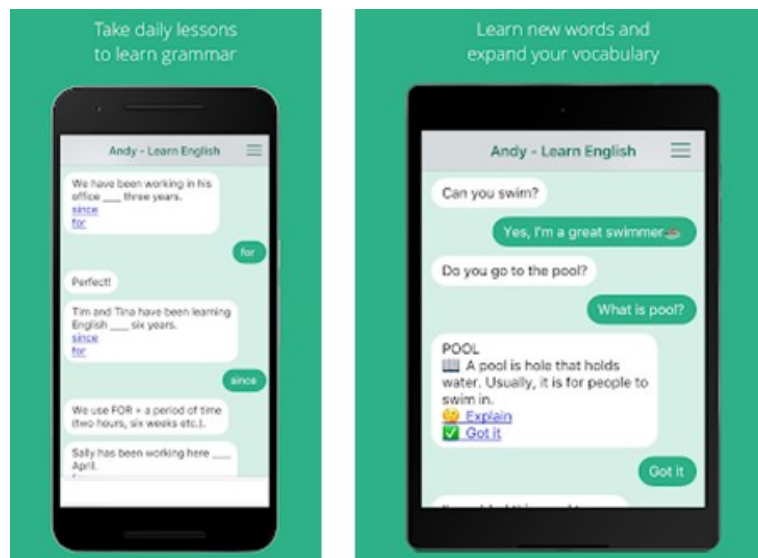 Take daily lessons
to learn grammar
Andy - Learn English
We have been working in his
office ___ three years.
since
for
for
Perfect!
Tim and Tina have been learning
English ___ six years.
since
for
since
We use FOR + a period of time
(two hours, six weeks etc.).
Sally has been working here ___
April.
Learn new words and
expand your vocabulary
Andy - Learn English
Can you swim?
Yes, I'm a great swimmer
Do you go to the pool?
What is pool?
POOL
📖 A pool is hole that holds
water. Usually, it is for people to
swim in.
🤔 Explain
✅ Got it
Got it